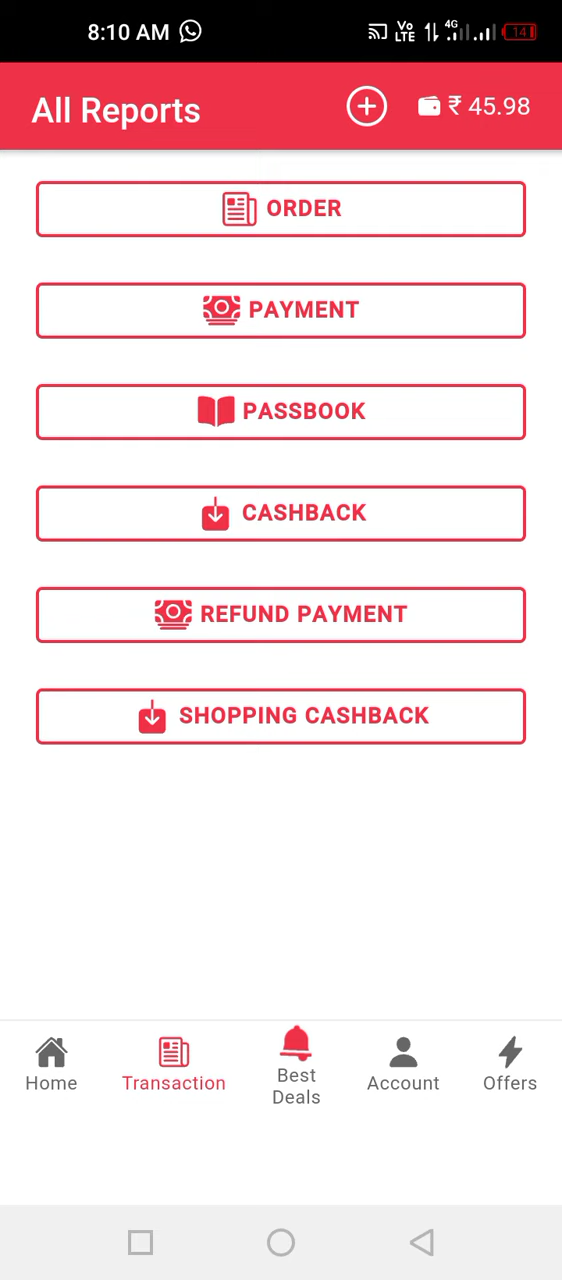 8:10 AM
Vo LTE 4G 14
All Reports
₹ 45.98
ORDER
PAYMENT
PASSBOOK
CASHBACK
REFUND PAYMENT
SHOPPING CASHBACK
Home
Transaction
Best
Deals
Account
Offers